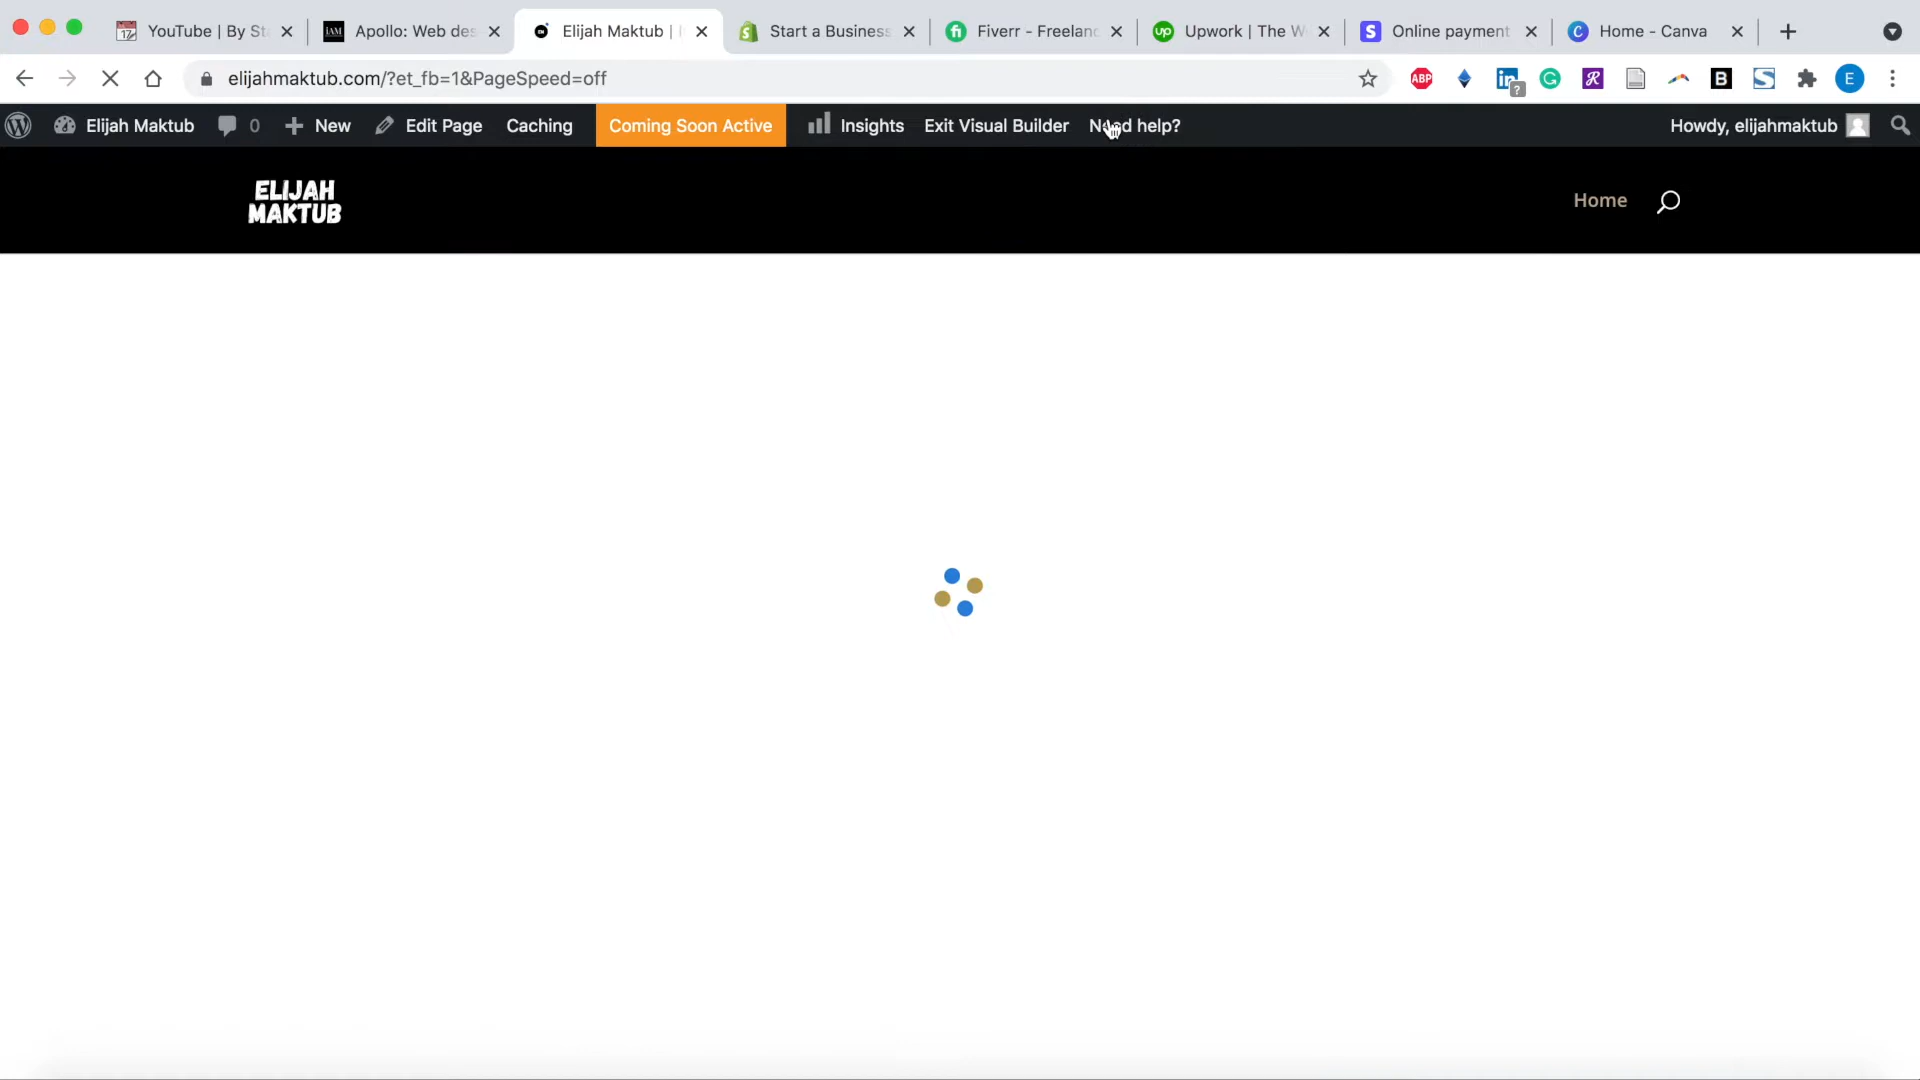 YouTube | By St
Apollo: Web des
Elijah Maktub |
Start a Business
Fiverr - Freelanc
Upwork | The W
Online payment
Home - Canva
elijahmaktub.com/?et_fb=1&PageSpeed=off
ABP
E
Elijah Maktub
0
New
Edit Page
Caching
Coming Soon Active
Insights
Exit Visual Builder
Need help?
Howdy, elijahmaktub
ELIJAH
MAKTUB
Home